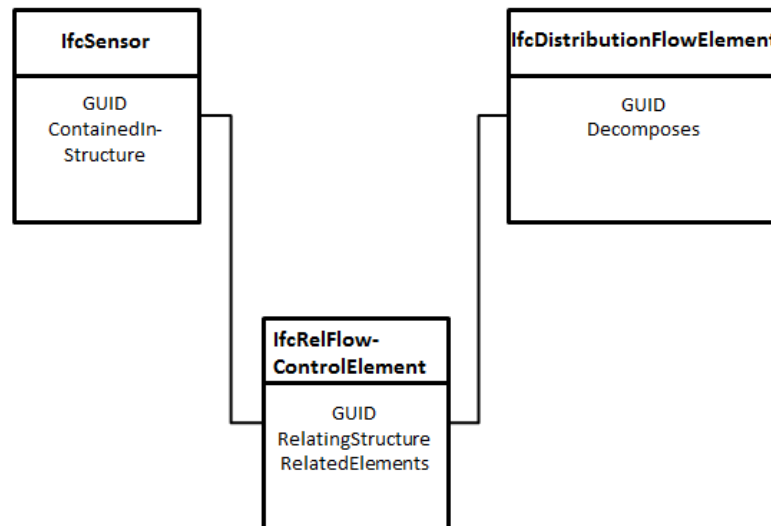 IfcSensor
GUID
ContainedIn-
Structure
IfcDistributionFlowElement
GUID
Decomposes
IfcRelFlow-
ControlElement
GUID
RelatingStructure
RelatedElements